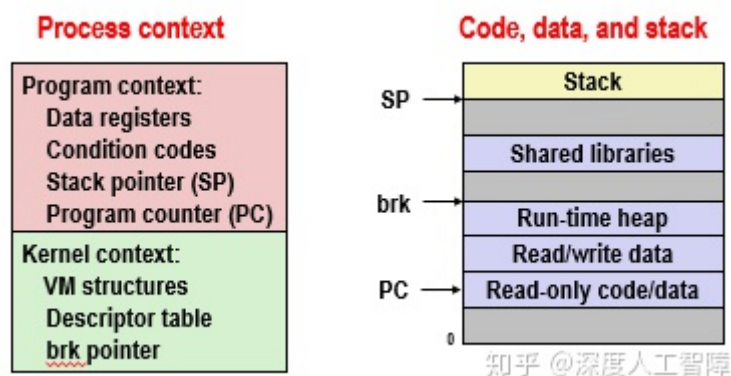 Process context
Program context:
Data registers
Condition codes
Stack pointer (SP)
Program counter (PC)
Kernel context:
VM structures
Descriptor table
brk pointer
Code, data, and stack
Stack
SP
Shared libraries
brk
Run-time heap
Read/write data
PC
Read-only code/data
0
知乎 @深度人工智障